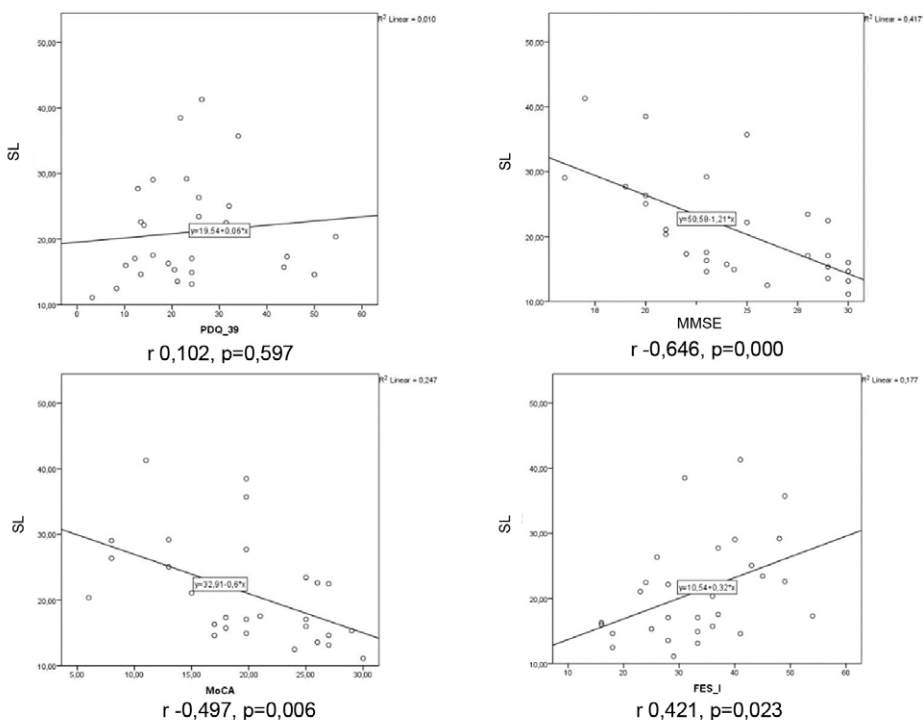 R² Linear = 0,010
50,00
40,00
30,00
20,00
10,00
SL
y=19,54+0,06*x
0 10 20 30 40 50 60
PDQ_39
r 0,102, p=0,597
R² Linear = 0,417
50,00
40,00
30,00
20,00
10,00
SL
y=50,58-1,21*x
18 20 23 25 28 30
MMSE
r -0,646, p=0,000
R² Linear = 0,247
50,00
40,00
30,00
20,00
10,00
SL
y=32,91-0,6*x
5,00 10,00 15,00 20,00 25,00 30,00
MoCA
r -0,497, p=0,006
R² Linear = 0,177
50,00
40,00
30,00
20,00
10,00
SL
y=10,54+0,32*x
10 20 30 40 50 60
FES_I
r 0,421, p=0,023